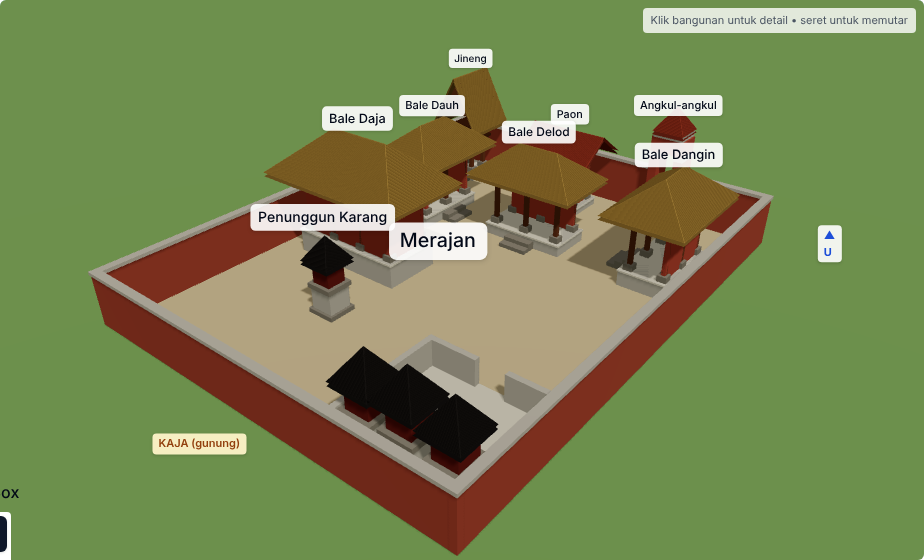 Klik bangunan untuk detail • seret untuk memutar
Jineng
Bale Dauh
Angkul-angkul
Paon
Bale Daja
Bale Delod
Bale Dangin
Penunggun Karang
Merajan
▲
U
KAJA (gunung)